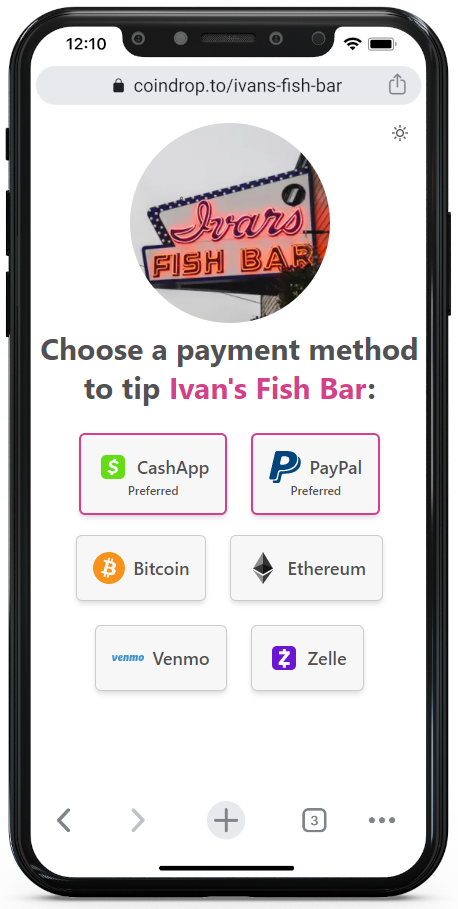 12:10
coindrop.to/ivans-fish-bar
Ivars
FISH BAR
Choose a payment method
to tip Ivan's Fish Bar:
CashApp
Preferred
PayPal
Preferred
Bitcoin
Ethereum
venmo Venmo
Zelle
3